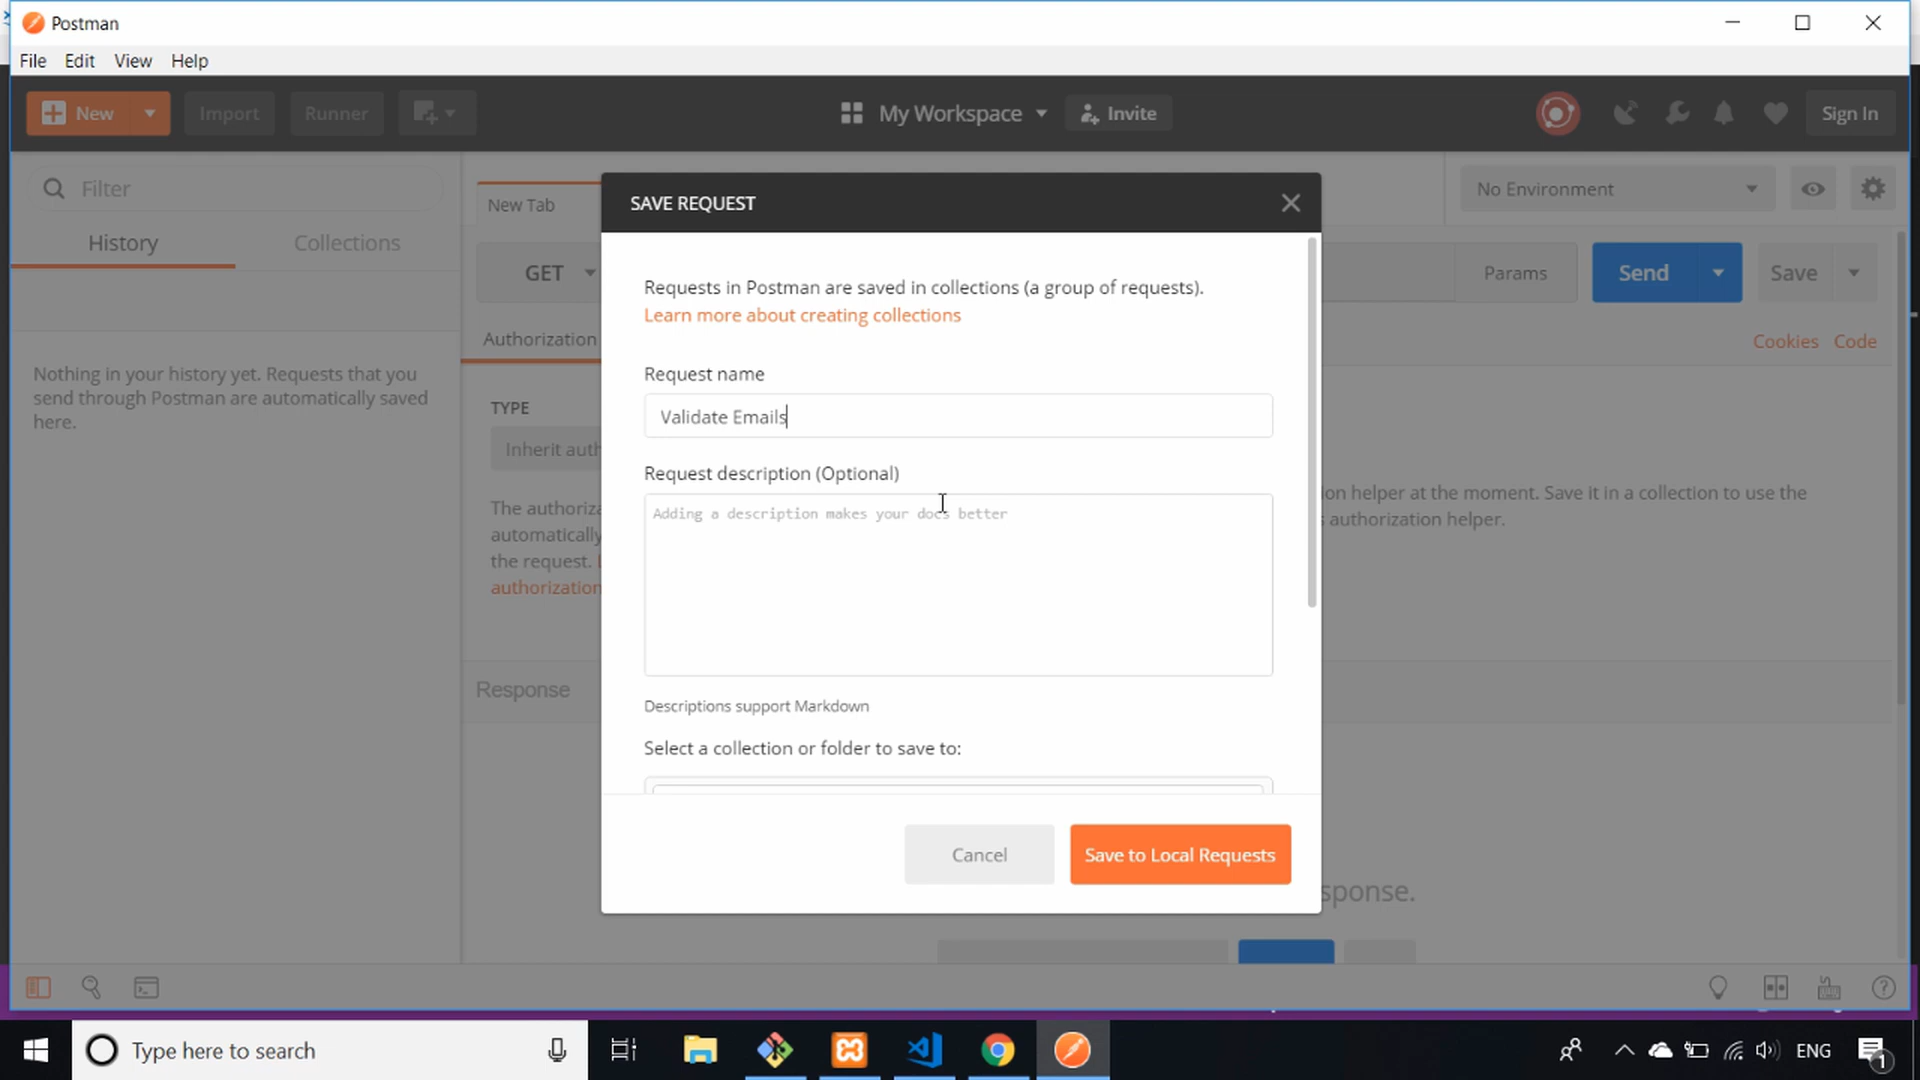 Postman
File Edit View Help
New Import Runner My Workspace Invite Sign In
Filter
History Collections
Nothing in your history yet. Requests that you
send through Postman are automatically saved
here.
New Tab
No Environment
GET Params Send Save
Authorization
Cookies Code
TYPE
Inherit auth
The authoriza
automatically
the request.
authorization
on helper at the moment. Save it in a collection to use the
s authorization helper.
Response
sponse.
SAVE REQUEST
Requests in Postman are saved in collections (a group of requests).
Learn more about creating collections
Request name
Validate Emails
Request description (Optional)
Adding a description makes your docs better
Descriptions support Markdown
Select a collection or folder to save to:
Cancel Save to Local Requests
Type here to search
ENG
1